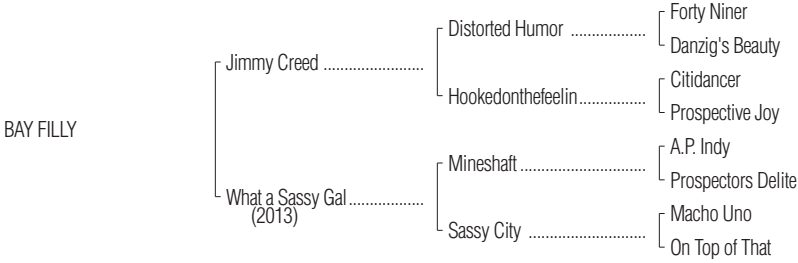 Forty Niner
Distorted Humor ..................
Danzig's Beauty
Jimmy Creed ........................
Citidancer
Hookedonthefeelin................
Prospective Joy
BAY FILLY
A.P. Indy
Mineshaft ..............................
Prospectors Delite
What a Sassy Gal..................
(2013)
Macho Uno
Sassy City ............................
On Top of That